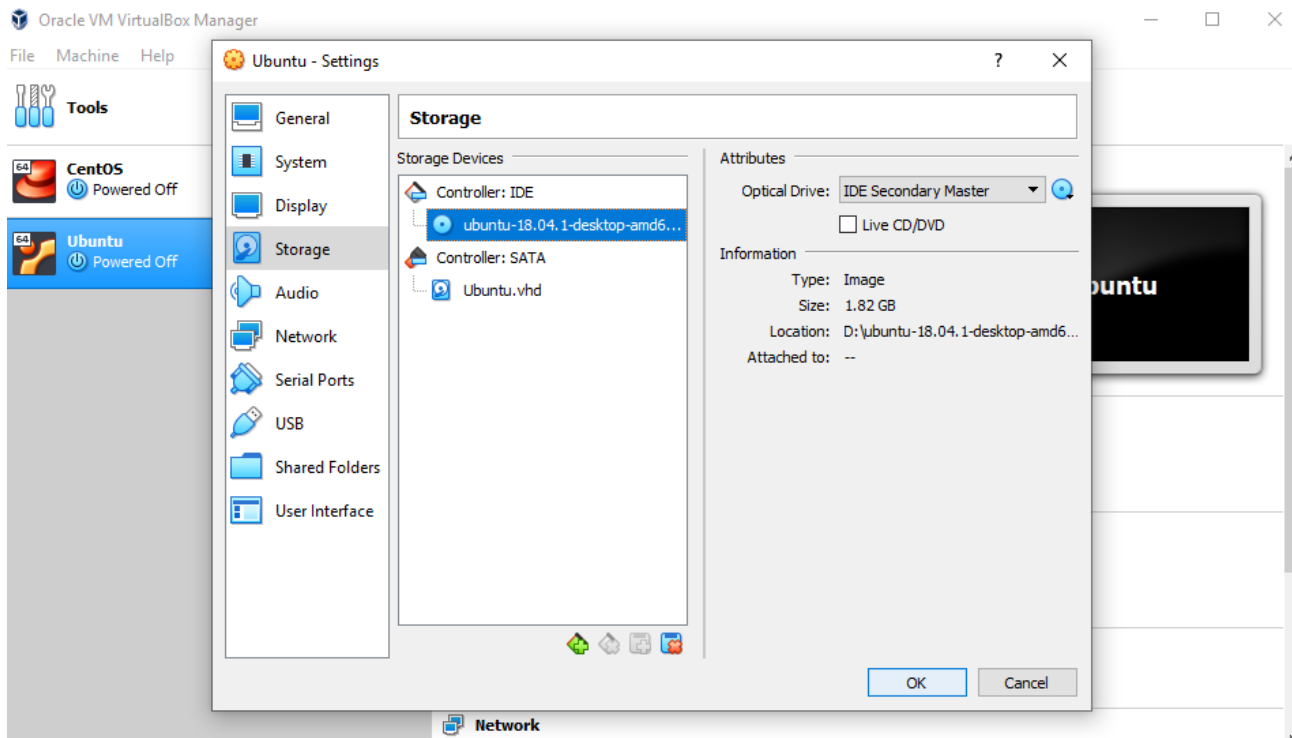 Oracle VM VirtualBox Manager
File Machine Help
Tools
64
CentOS
Powered Off
64
Ubuntu
Powered Off
Ubuntu - Settings
?
General
System
Display
Storage
Audio
Network
Serial Ports
USB
Shared Folders
User Interface
Storage
Storage Devices
Controller: IDE
ubuntu-18.04.1-desktop-amd6...
Controller: SATA
Ubuntu.vhd
Attributes
Optical Drive: IDE Secondary Master
Live CD/DVD
Information
Type: Image
Size: 1.82 GB
Location: D:\ubuntu-18.04.1-desktop-amd6...
Attached to: --
OK Cancel
buntu
Network